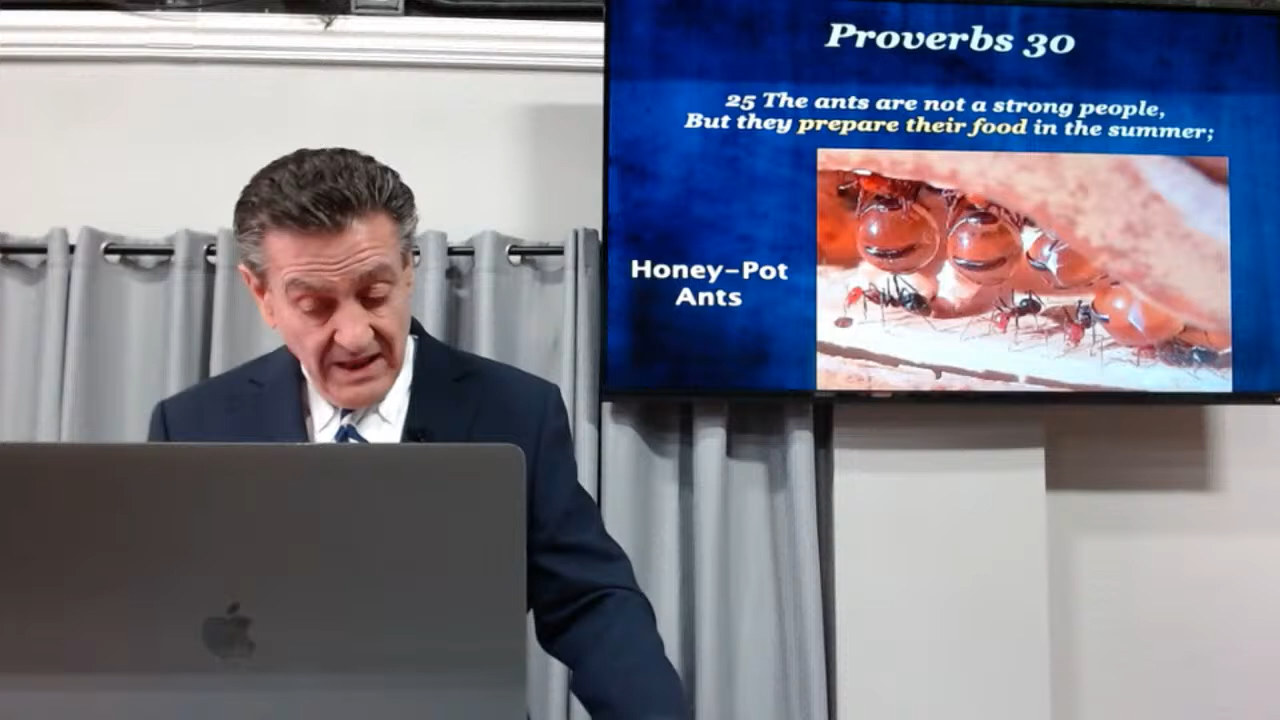 Proverbs 30
25 The ants are not a strong people,
But they prepare their food in the summer;
Honey-Pot
Ants